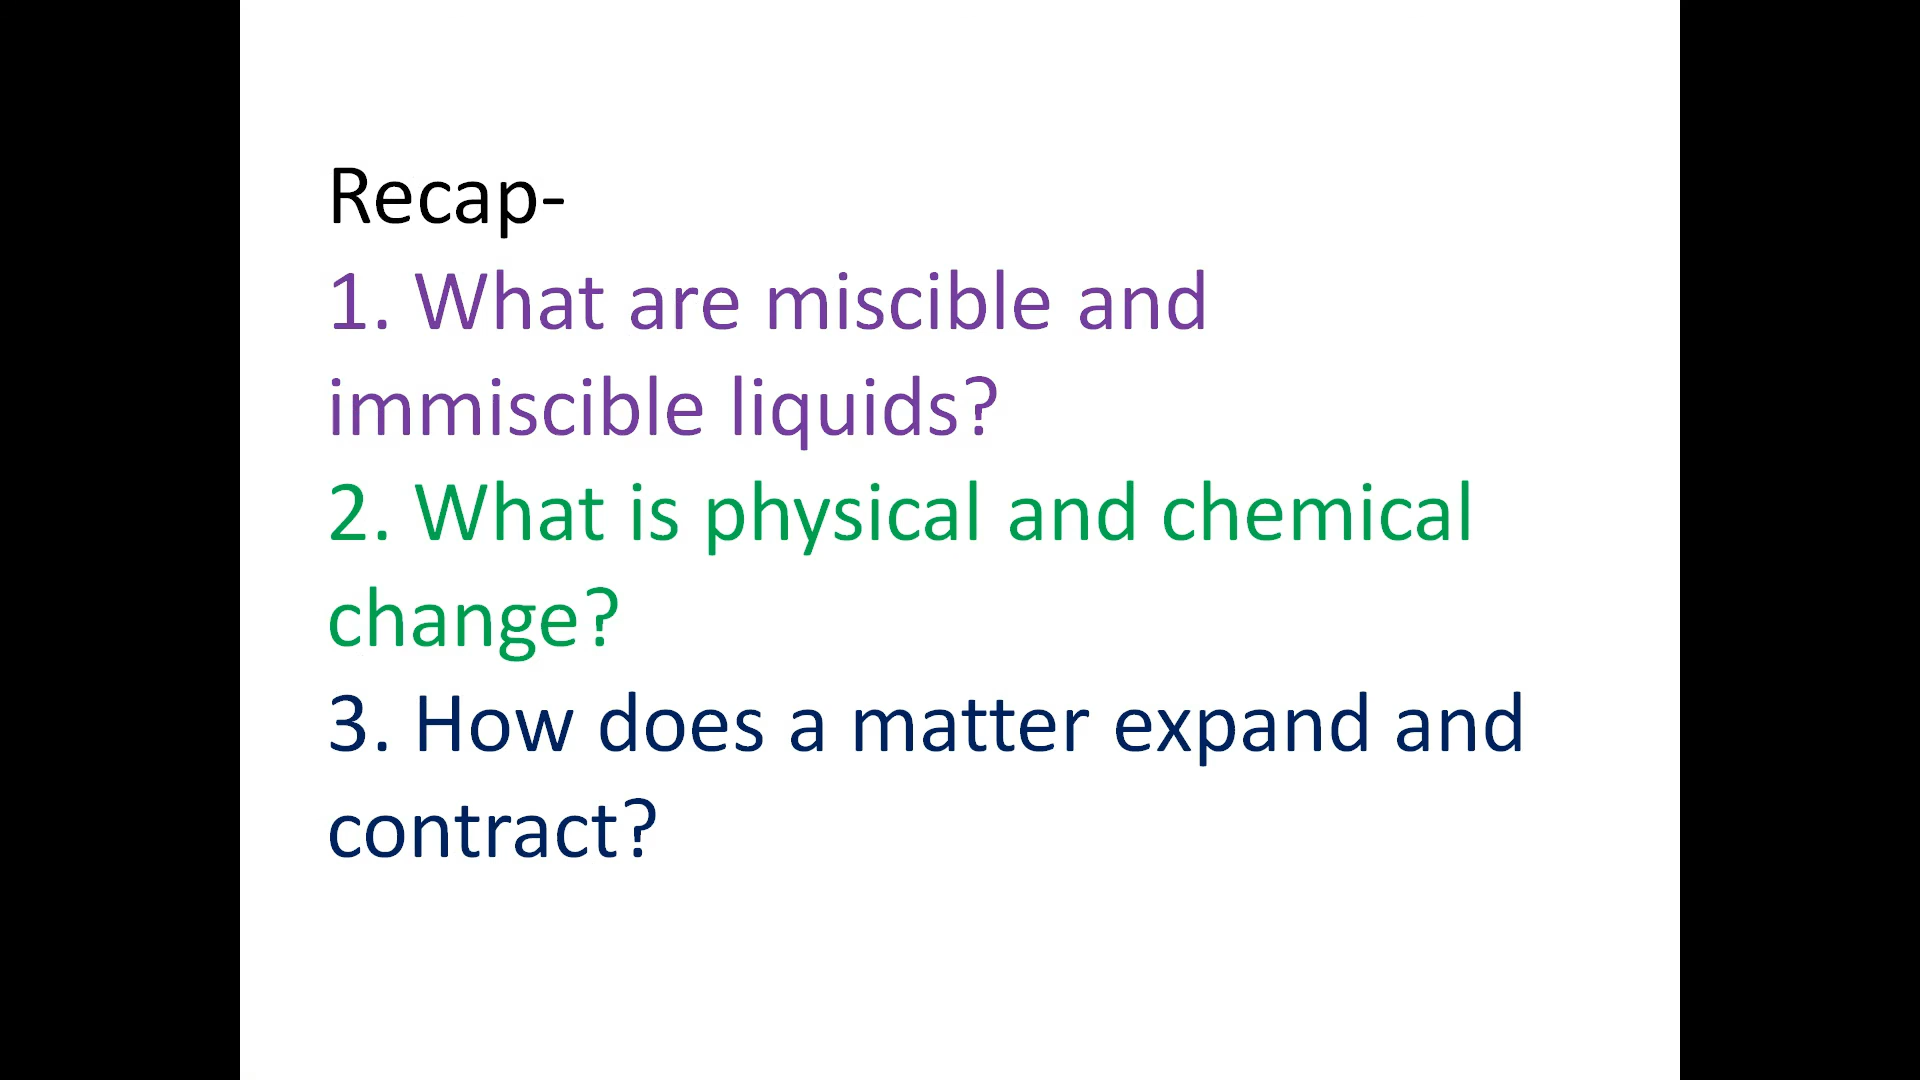 Recap-
1. What are miscible and
immiscible liquids?
2. What is physical and chemical
change?
3. How does a matter expand and
contract?